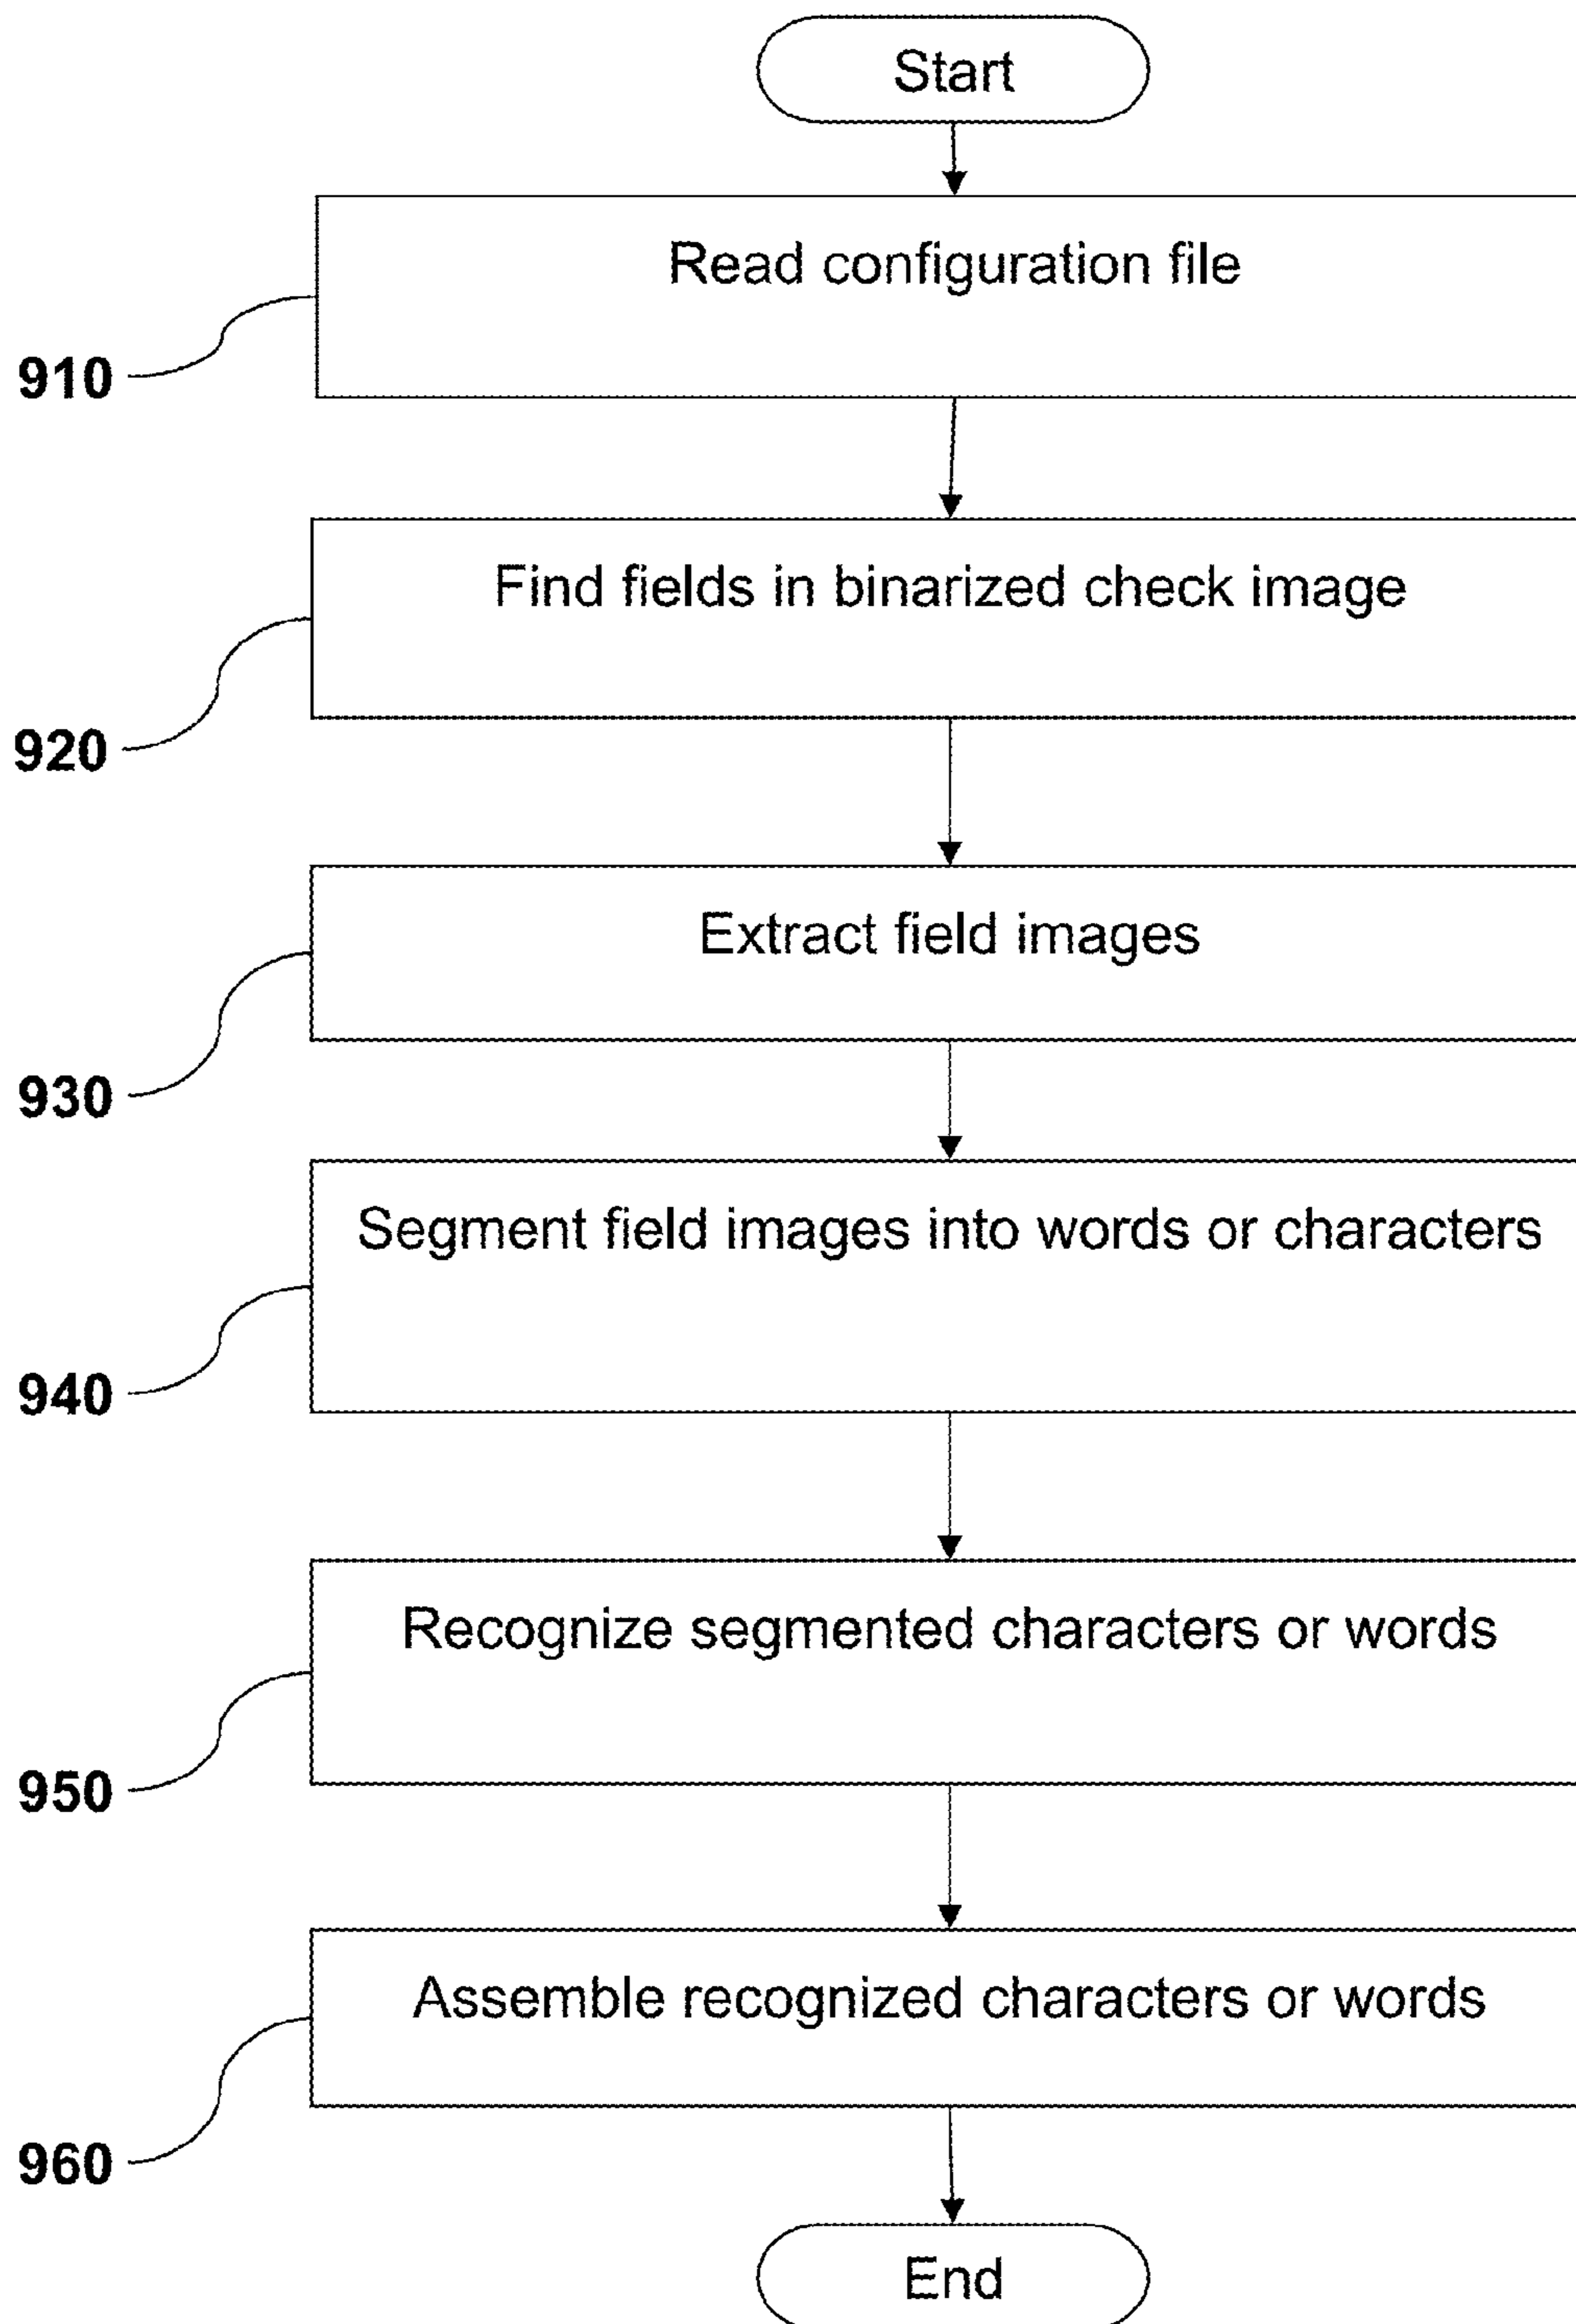 Start
Read configuration file
910
Find fields in binarized check image
920
Extract field images
930
Segment field images into words or characters
940
Recognize segmented characters or words
950
Assemble recognized characters or words
960
End